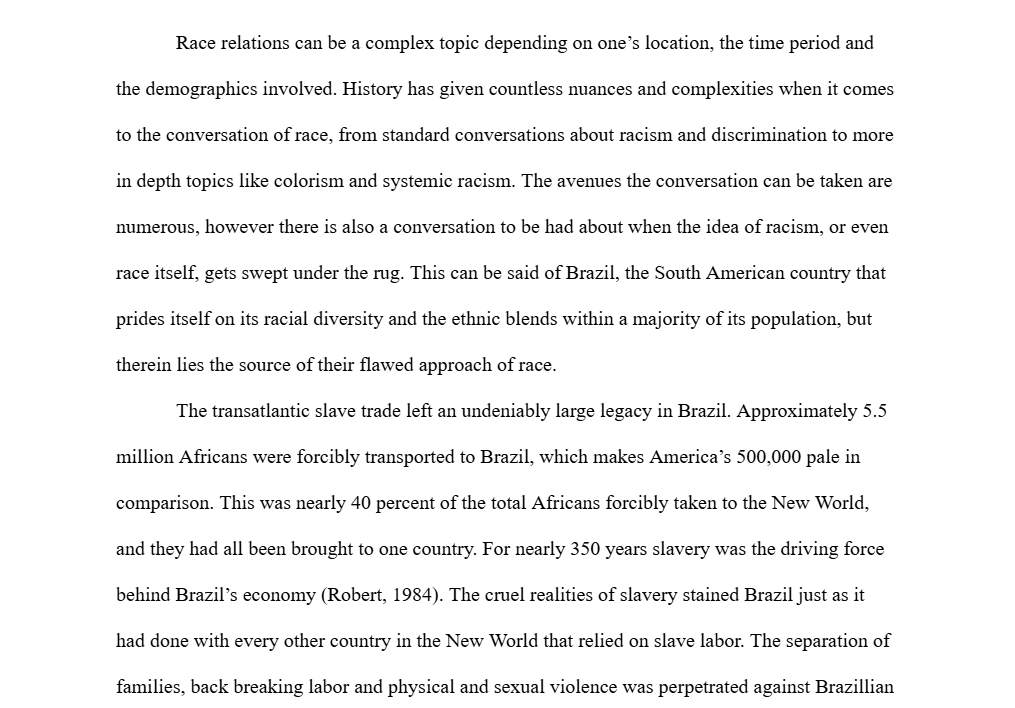 Race relations can be a complex topic depending on one’s location, the time period and
the demographics involved. History has given countless nuances and complexities when it comes
to the conversation of race, from standard conversations about racism and discrimination to more
in depth topics like colorism and systemic racism. The avenues the conversation can be taken are
numerous, however there is also a conversation to be had about when the idea of racism, or even
race itself, gets swept under the rug. This can be said of Brazil, the South American country that
prides itself on its racial diversity and the ethnic blends within a majority of its population, but
therein lies the source of their flawed approach of race.
The transatlantic slave trade left an undeniably large legacy in Brazil. Approximately 5.5
million Africans were forcibly transported to Brazil, which makes America’s 500,000 pale in
comparison. This was nearly 40 percent of the total Africans forcibly taken to the New World,
and they had all been brought to one country. For nearly 350 years slavery was the driving force
behind Brazil’s economy (Robert, 1984). The cruel realities of slavery stained Brazil just as it
had done with every other country in the New World that relied on slave labor. The separation of
families, back breaking labor and physical and sexual violence was perpetrated against Brazillian